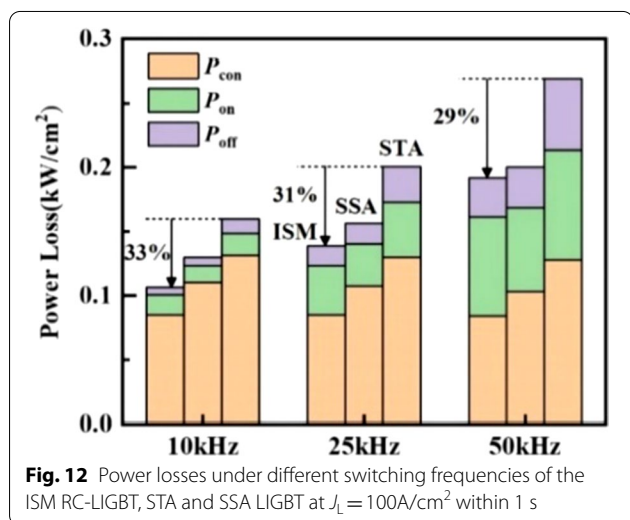 0.3
0.2
0.1
0.0
Power Loss(kW/cm²)
P_con
P_on
P_off
33%
31%
29%
ISM
SSA
STA
10kHz
25kHz
50kHz
Fig. 12 Power losses under different switching frequencies of the
ISM RC-LIGBT, STA and SSA LIGBT at J_L = 100A/cm² within 1 s